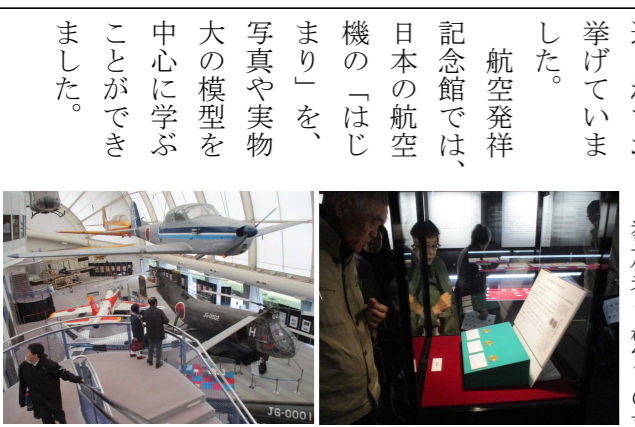 挙げていま
した。
　航空発祥
記念館では、
日本の航空
機の「はじ
まり」を、
写真や実物
大の模型を
中心に学ぶ
ことができ
ました。
JG-0001
H